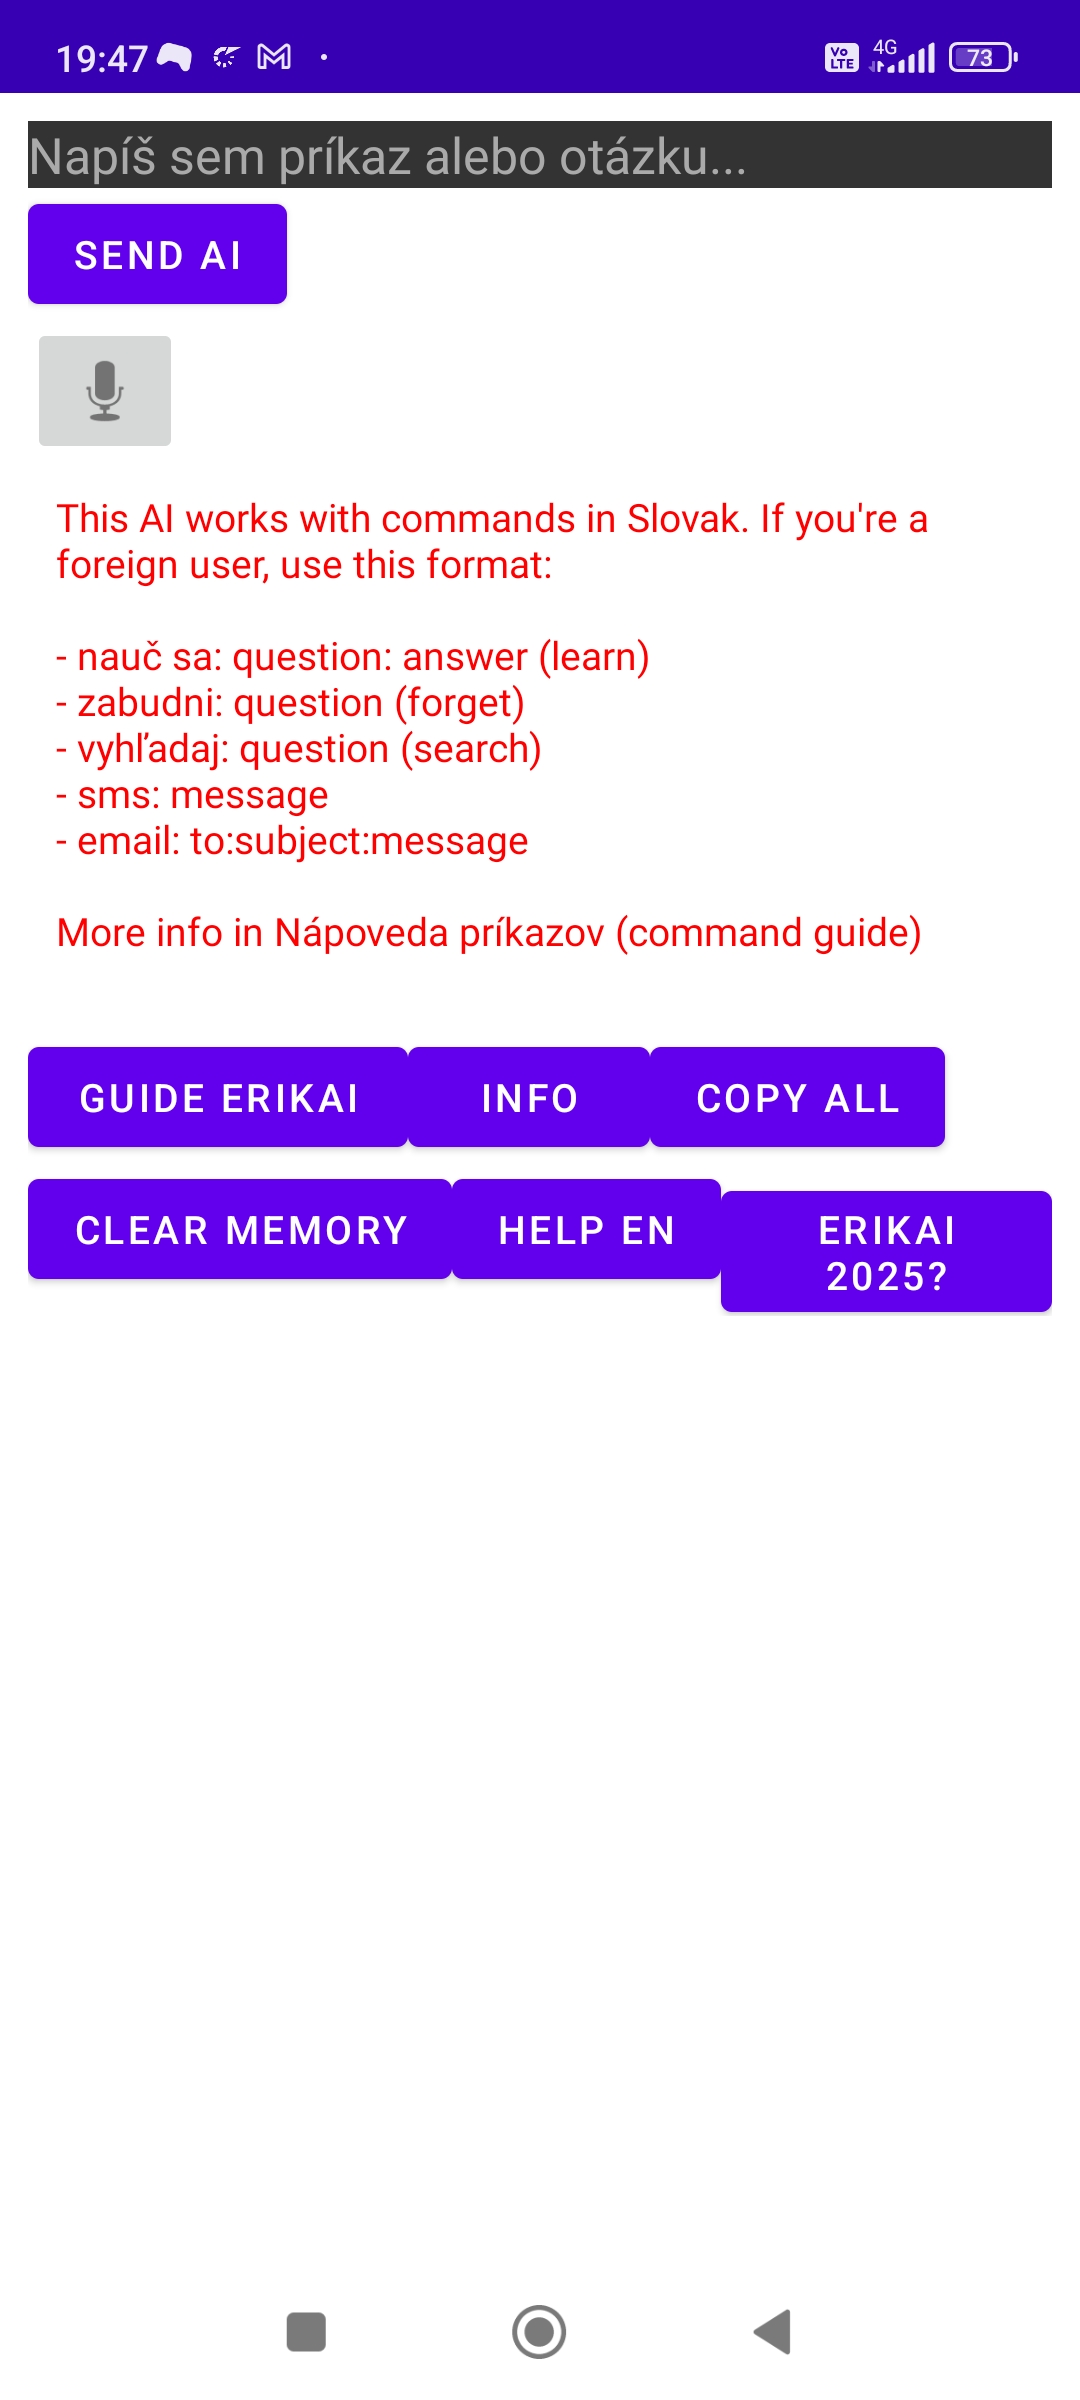 19:47
Vo
LTE
4G
73
Napíš sem príkaz alebo otázku...
SEND AI
This AI works with commands in Slovak. If you're a
foreign user, use this format:
- nauč sa: question: answer (learn)
- zabudni: question (forget)
- vyhľadaj: question (search)
- sms: message
- email: to:subject:message
More info in Nápoveda príkazov (command guide)
GUIDE ERIKAI
INFO
COPY ALL
CLEAR MEMORY
HELP EN
ERIKAI
2025?